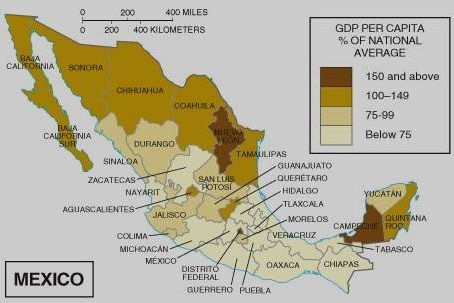 0 200 400 MILES
0 200 400 KILOMETERS
GDP PER CAPITA
% OF NATIONAL
AVERAGE
150 and above
100–149
75-99
Below 75
BAJA
CALIFORNIA
SONORA
CHIHUAHUA
COAHUILA
BAJA
CALIFORNIA
SUR
NUEVO
LEÓN
DURANGO
TAMAULIPAS
SINALOA
ZACATECAS
SAN LUIS
POTOSÍ
GUANAJUATO
QUERÉTARO
NAYARIT
HIDALGO
YUCATÁN
AGUASCALIENTES
TLAXCALA
JALISCO
MORELOS
CAMPECHE
QUINTANA
ROO
COLIMA
VERACRUZ
TABASCO
MICHOACÁN
MÉXICO
DISTRITO
FEDERAL
OAXACA
CHIAPAS
GUERRERO
PUEBLA
MEXICO